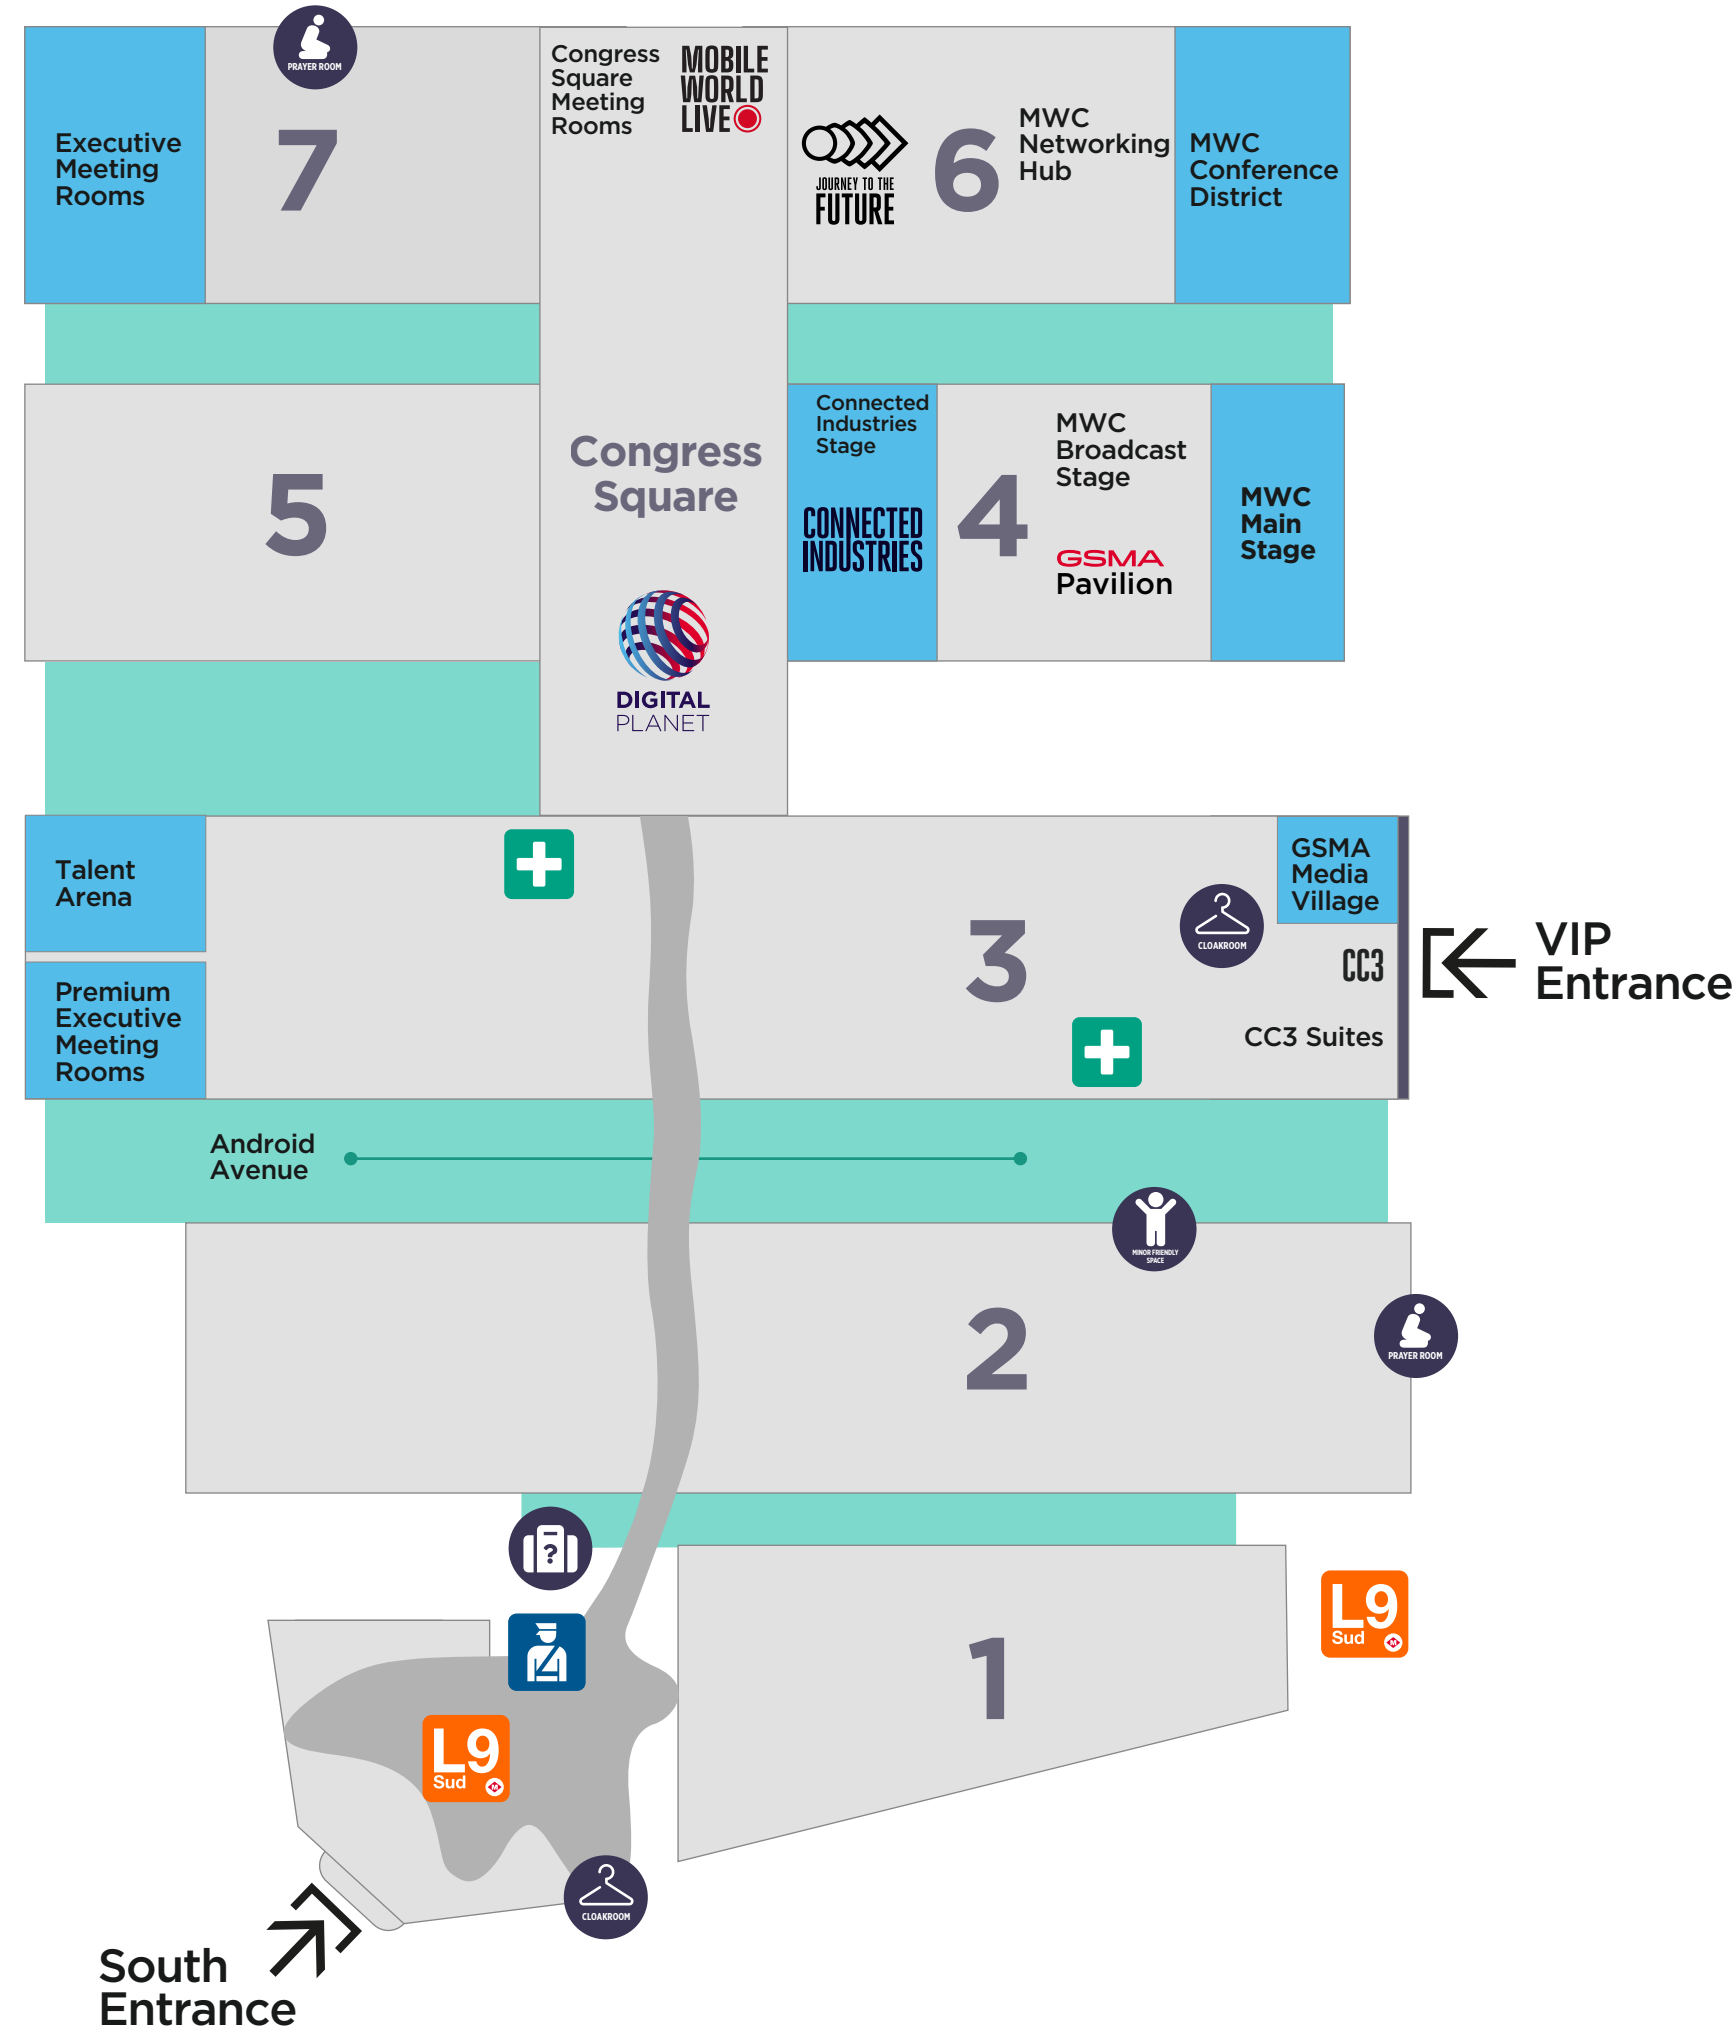 PRAYER ROOM
Executive
Meeting
Rooms
7
Congress
Square
Meeting
Rooms
MOBILE
WORLD
LIVE
JOURNEY TO THE
FUTURE
6
MWC
Networking
Hub
MWC
Conference
District
5
Congress
Square
DIGITAL
PLANET
Connected
Industries
Stage
CONNECTED
INDUSTRIES
4
MWC
Broadcast
Stage
GSMA
Pavilion
MWC
Main
Stage
Talent
Arena
Premium
Executive
Meeting
Rooms
3
CLOAKROOM
GSMA
Media
Village
CC3
CC3 Suites
VIP
Entrance
Android
Avenue
MINOR FRIENDLY
SPACE
2
PRAYER ROOM
?
1
L9
Sud
M
L9
Sud
M
CLOAKROOM
South
Entrance